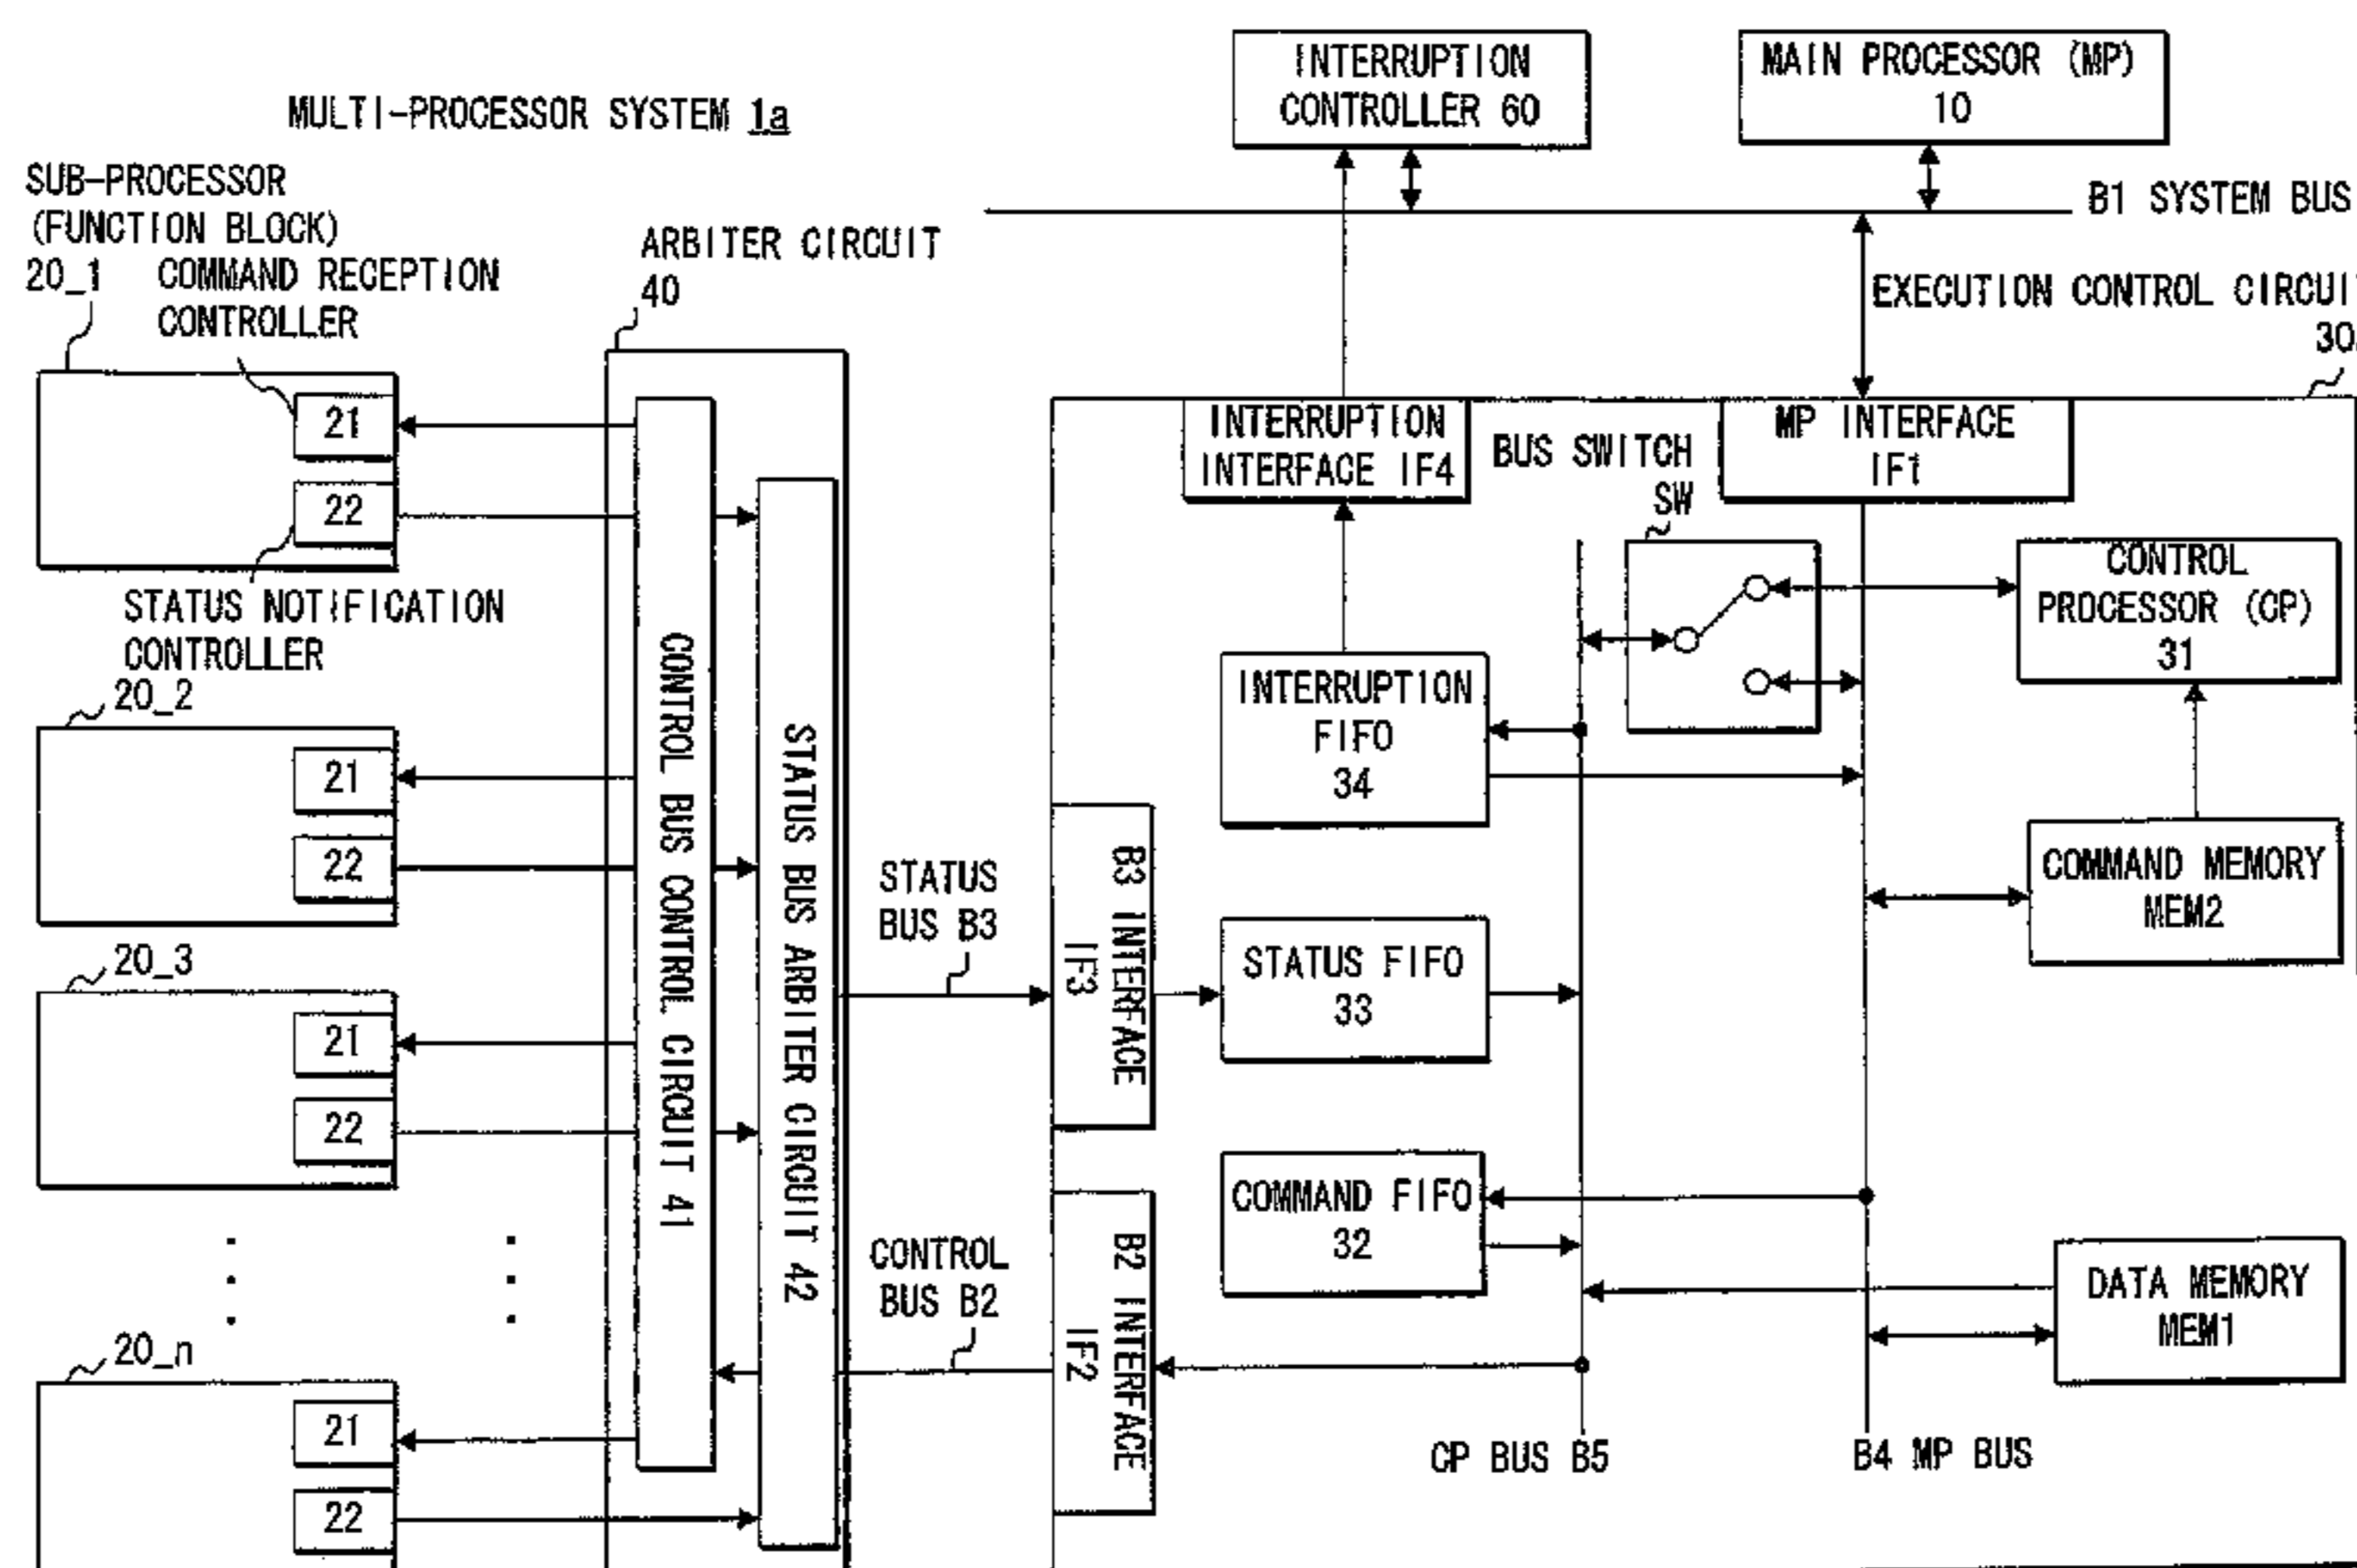 MULTI-PROCESSOR SYSTEM 1a
INTERRUPTION
CONTROLLER 60
MAIN PROCESSOR (MP)
10
B1 SYSTEM BUS
SUB-PROCESSOR
(FUNCTION BLOCK)
20_1
COMMAND RECEPTION
CONTROLLER
21
22
STATUS NOTIFICATION
CONTROLLER
20_2
21
22
20_3
21
22
20_n
21
22
ARBITER CIRCUIT
40
CONTROL BUS CONTROL CIRCUIT 41
STATUS BUS ARBITER CIRCUIT 42
STATUS
BUS B3
CONTROL
BUS B2
EXECUTION CONTROL CIRCUI
INTERRUPTION
INTERFACE IF4
BUS SWITCH
SW
MP INTERFACE
IF1
CONTROL
PROCESSOR (CP)
31
INTERRUPTION
FIFO
34
B3 INTERFACE
IF3
STATUS FIFO
33
COMMAND MEMORY
MEM2
COMMAND FIFO
32
B2 INTERFACE
IF2
DATA MEMORY
MEM1
CP BUS B5
B4 MP BUS